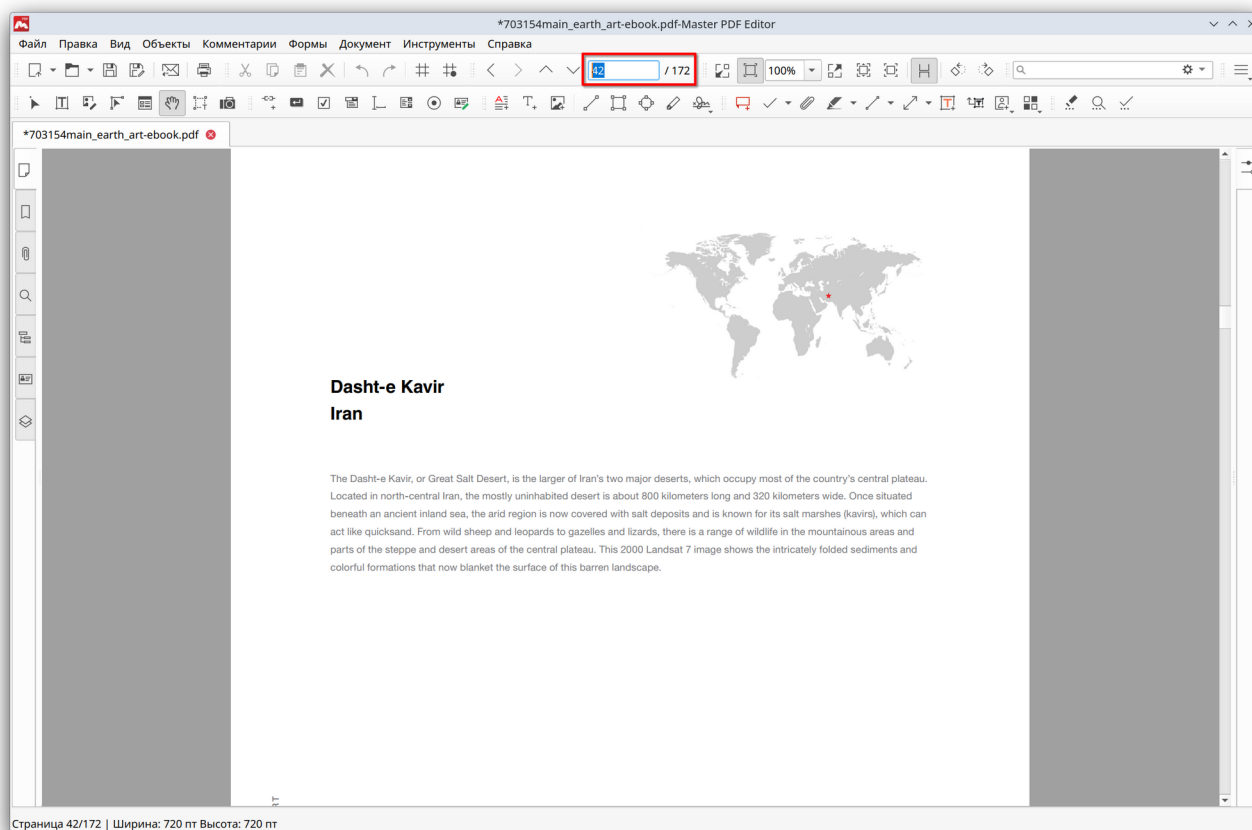 *703154main_earth_art-ebook.pdf-Master PDF Editor
Файл Правка Вид Объекты Комментарии Формы Документ Инструменты Справка
42 / 172 100%
*703154main_earth_art-ebook.pdf
Dasht-e Kavir
Iran
The Dasht-e Kavir, or Great Salt Desert, is the larger of Iran's two major deserts, which occupy most of the country's central plateau.
Located in north-central Iran, the mostly uninhabited desert is about 800 kilometers long and 320 kilometers wide. Once situated
beneath an ancient inland sea, the arid region is now covered with salt deposits and is known for its salt marshes (kavirs), which can
act like quicksand. From wild sheep and leopards to gazelles and lizards, there is a range of wildlife in the mountainous areas and
parts of the steppe and desert areas of the central plateau. This 2000 Landsat 7 image shows the intricately folded sediments and
colorful formations that now blanket the surface of this barren landscape.
Страница 42/172 | Ширина: 720 пт Высота: 720 пт